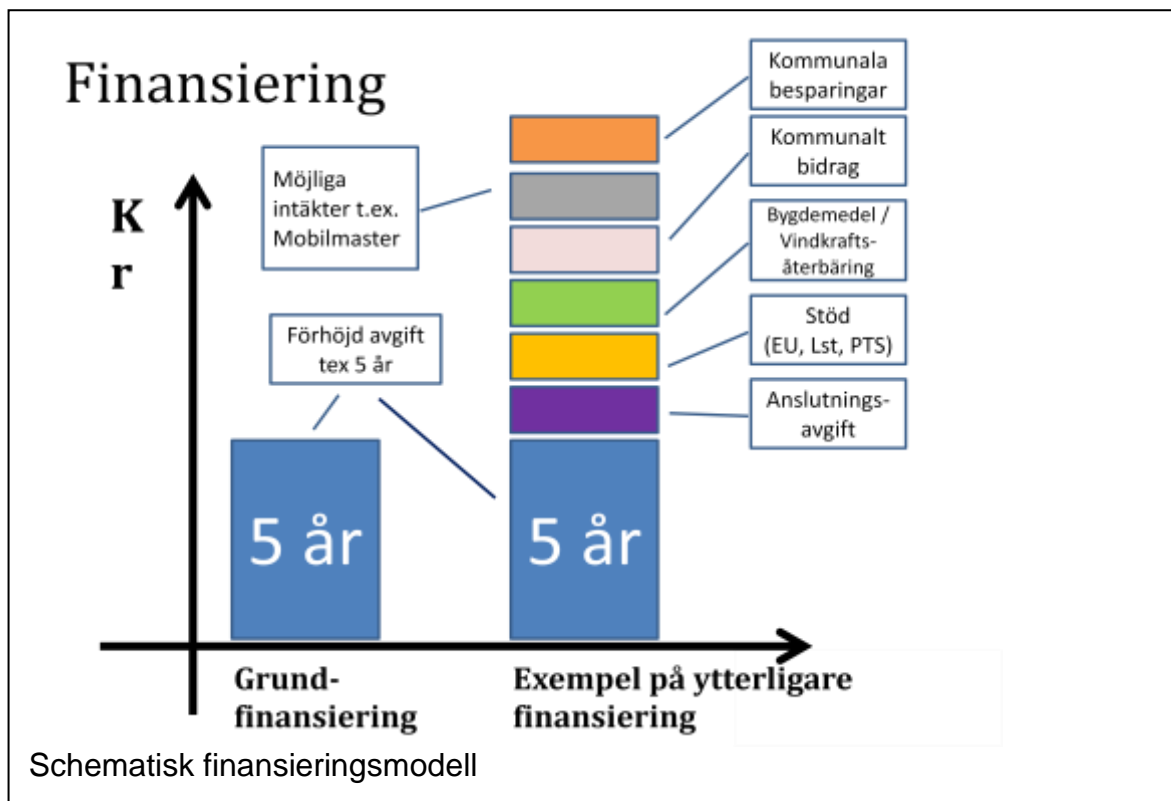 Finansiering
K
r
Möjliga
intäkter t.ex.
Mobilmaster
Förhöjd avgift
tex 5 år
5 år
5 år
Kommunala
besparingar
Kommunalt
bidrag
Bygdemedel /
Vindkrafts-
återbäring
Stöd
(EU, Lst, PTS)
Anslutnings-
avgift
Grund-
finansiering
Exempel på ytterligare
finansiering
Schematisk finansieringsmodell